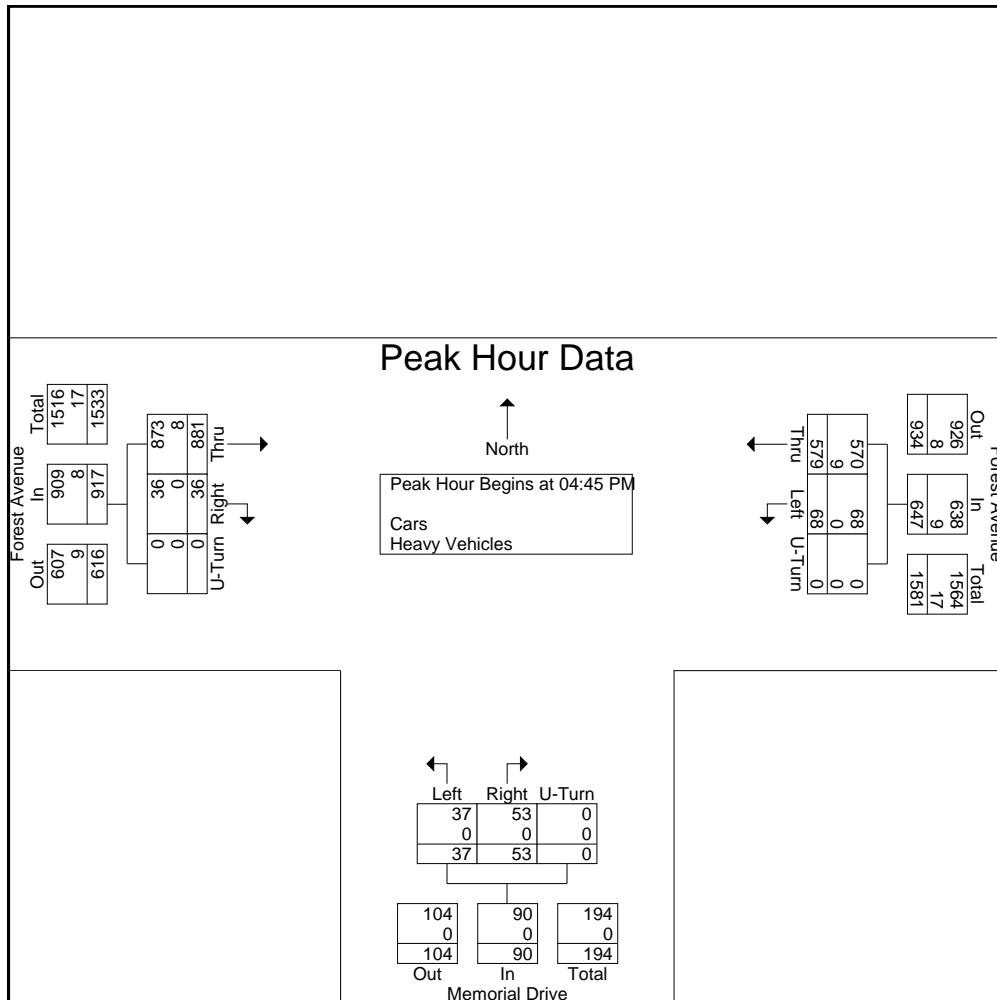 Peak Hour Data
North
Peak Hour Begins at 04:45 PM
Cars
Heavy Vehicles
Forest Avenue
Total
1516
17
1533
In
909
8
917
Out
607
9
616
Thru
873
8
881
Right
36
0
36
U-Turn
0
0
0
Thru
570
9
579
Left
68
0
68
U-Turn
0
0
0
Out
926
8
934
In
638
9
647
Total
1564
17
1581
Forest Avenue
Left Right U-Turn
37 53 0
0 0 0
37 53 0
104 90 194
0 0 0
104 90 194
Out In Total
Memorial Drive